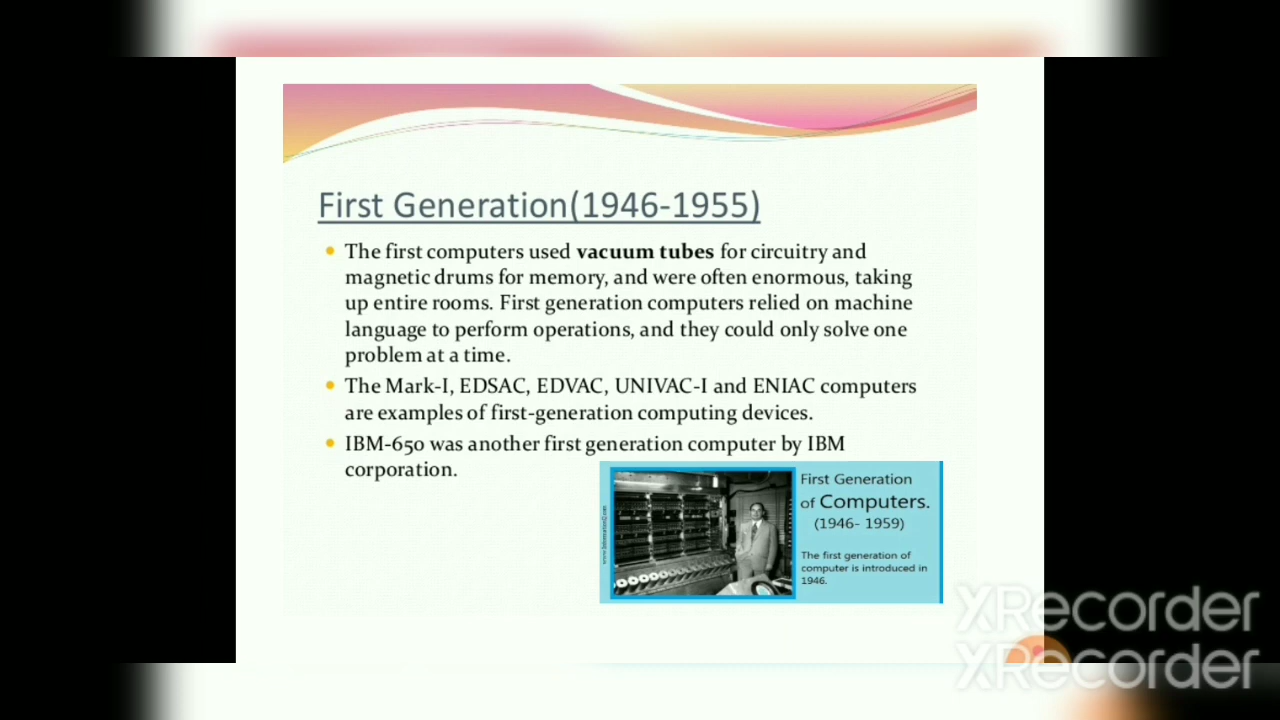 First Generation(1946-1955)
The first computers used vacuum tubes for circuitry and
magnetic drums for memory, and were often enormous, taking
up entire rooms. First generation computers relied on machine
language to perform operations, and they could only solve one
problem at a time.
The Mark-I, EDSAC, EDVAC, UNIVAC-I and ENIAC computers
are examples of first-generation computing devices.
IBM-650 was another first generation computer by IBM
corporation.
First Generation
of Computers.
(1946- 1959)
The first generation of
computer is introduced in
1946.
XRecorder
XRecorder